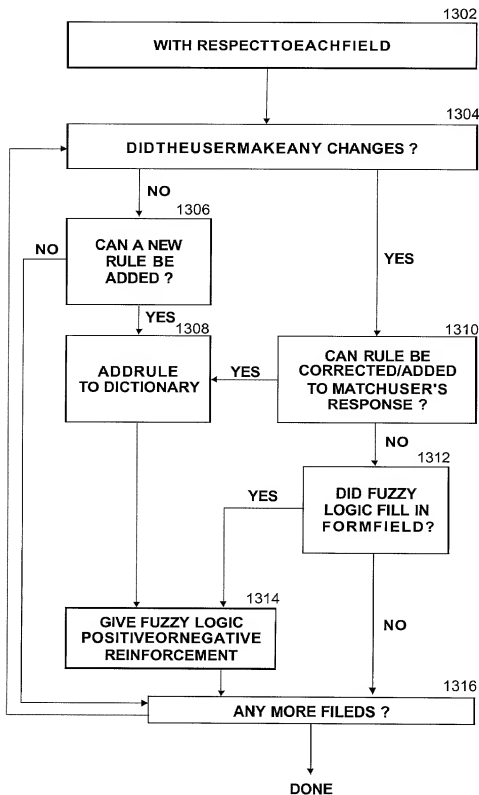 1302
WITH RESPECTTOEACHFIELD
1304
DIDTHEUSERMAKEANY CHANGES ?
NO
1306
NO
CAN A NEW
RULE BE
ADDED ?
YES
YES
1308
1310
ADDRULE
TO DICTIONARY
YES
CAN RULE BE
CORRECTED/ADDED
TO MATCHUSER'S
RESPONSE ?
NO
1312
YES
DID FUZZY
LOGIC FILL IN
FORMFIELD?
1314
GIVE FUZZY LOGIC
POSITIVEORNEGATIVE
REINFORCEMENT
NO
1316
ANY MORE FILEDS ?
DONE